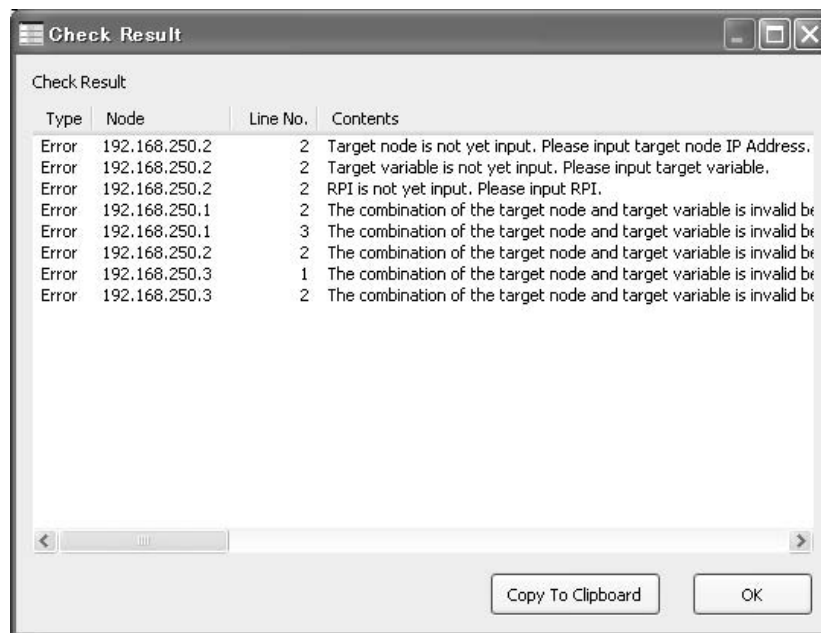 Check Result
Check Result
Type Node Line No. Contents
Error 192.168.250.2 2 Target node is not yet input. Please input target node IP Address.
Error 192.168.250.2 2 Target variable is not yet input. Please input target variable.
Error 192.168.250.2 2 RPI is not yet input. Please input RPI.
Error 192.168.250.1 2 The combination of the target node and target variable is invalid be
Error 192.168.250.1 3 The combination of the target node and target variable is invalid be
Error 192.168.250.2 2 The combination of the target node and target variable is invalid be
Error 192.168.250.3 1 The combination of the target node and target variable is invalid be
Error 192.168.250.3 2 The combination of the target node and target variable is invalid be
Copy To Clipboard OK